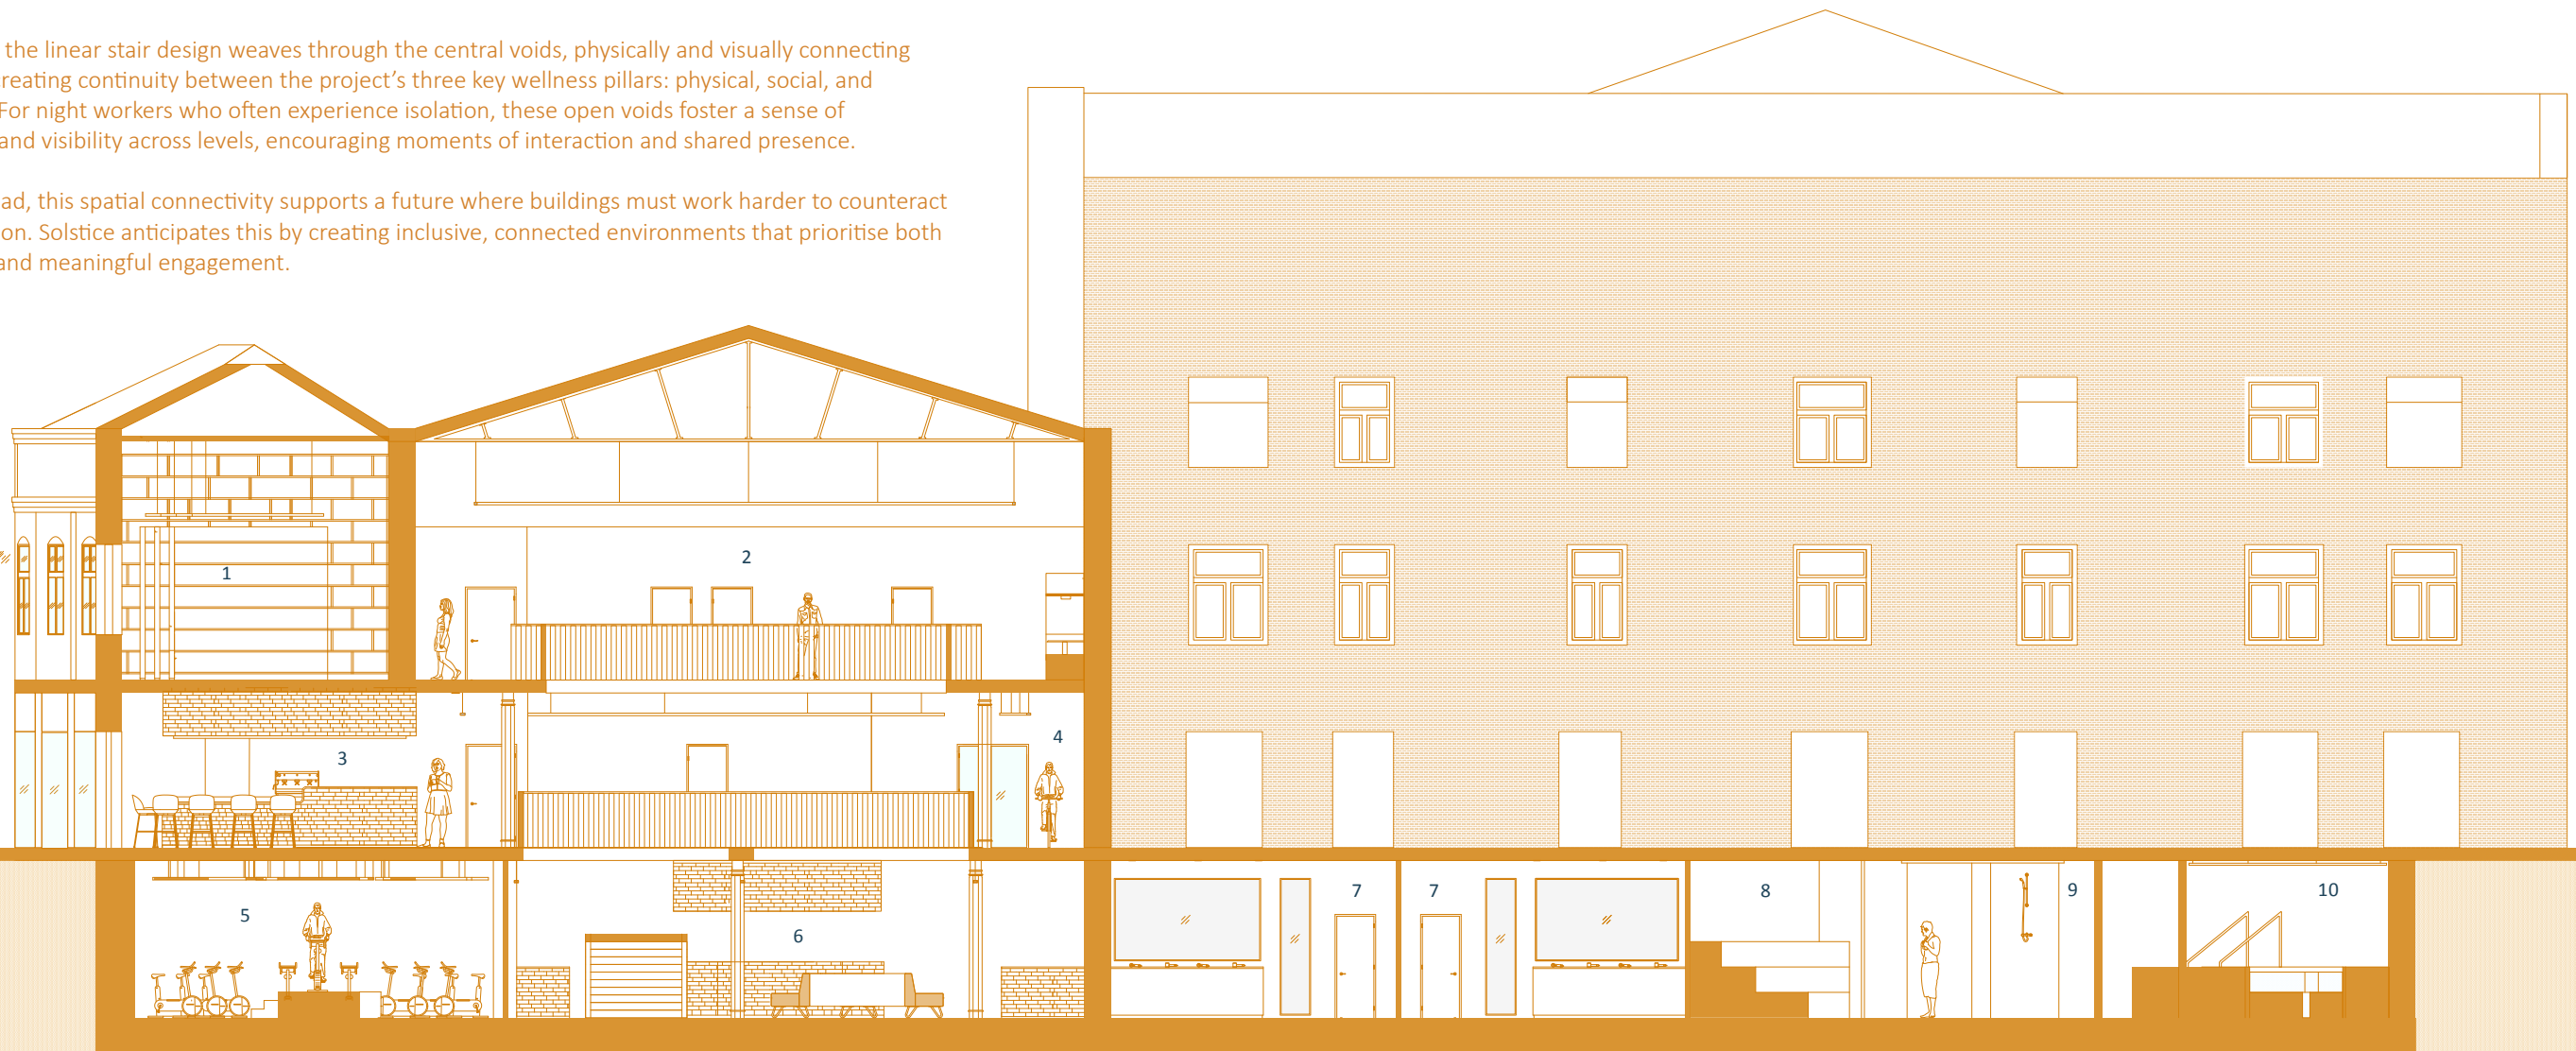 the linear stair design weaves through the central voids, physically and visually connecting
reating continuity between the project's three key wellness pillars: physical, social, and
For night workers who often experience isolation, these open voids foster a sense of
and visibility across levels, encouraging moments of interaction and shared presence.
ad, this spatial connectivity supports a future where buildings must work harder to counteract
on. Solstice anticipates this by creating inclusive, connected environments that prioritise both
and meaningful engagement.
1
2
3
4
5
6
7
7
8
9
10